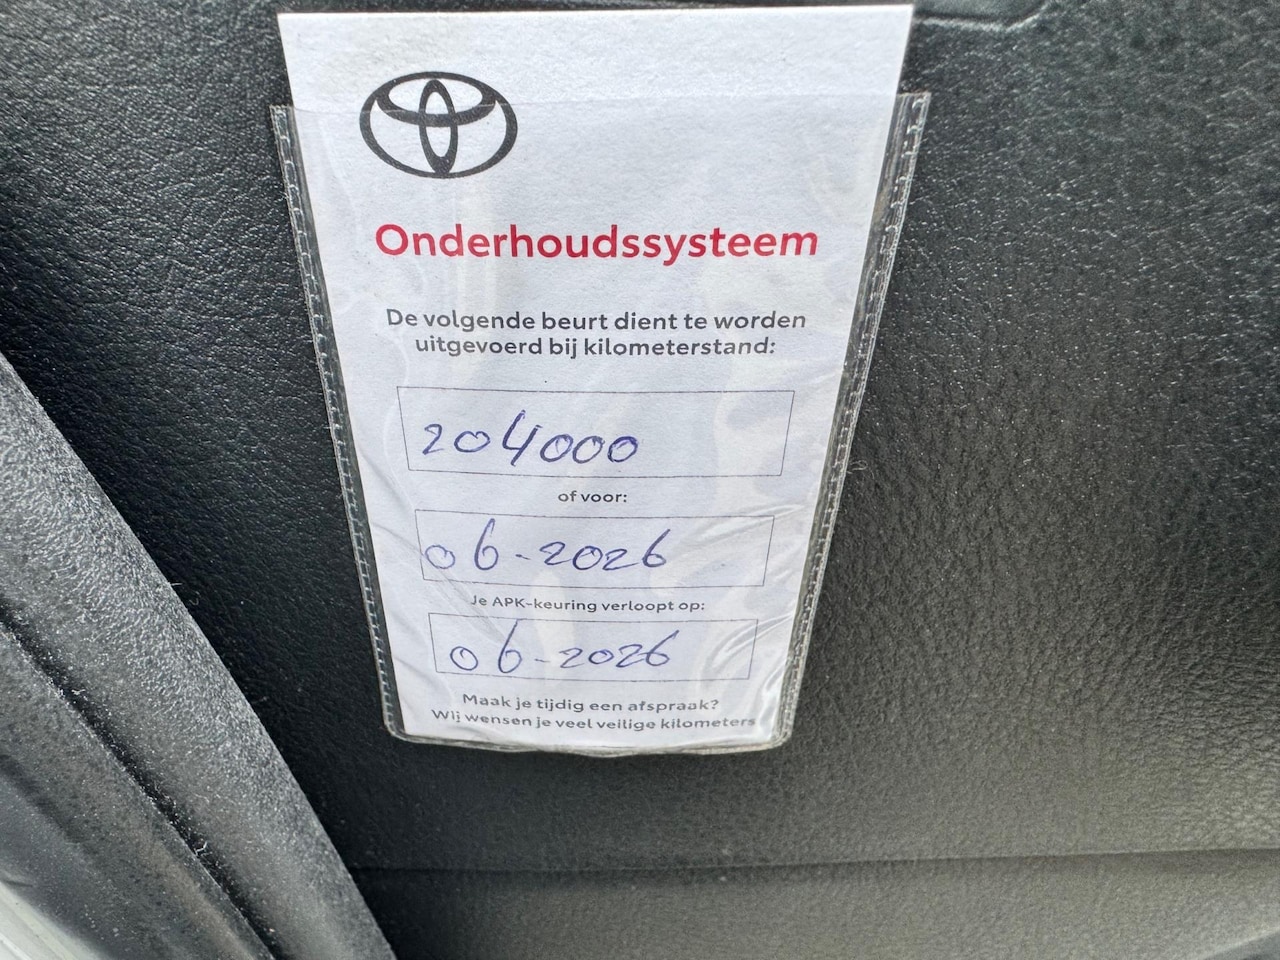 Onderhoudssysteem
De volgende beurt dient te worden
uitgevoerd bij kilometerstand:
204000
of voor:
06-2026
Je APK-keuring verloopt op:
06-2026
Maak je tijdig een afspraak?
Wij wensen je veel veilige kilometers